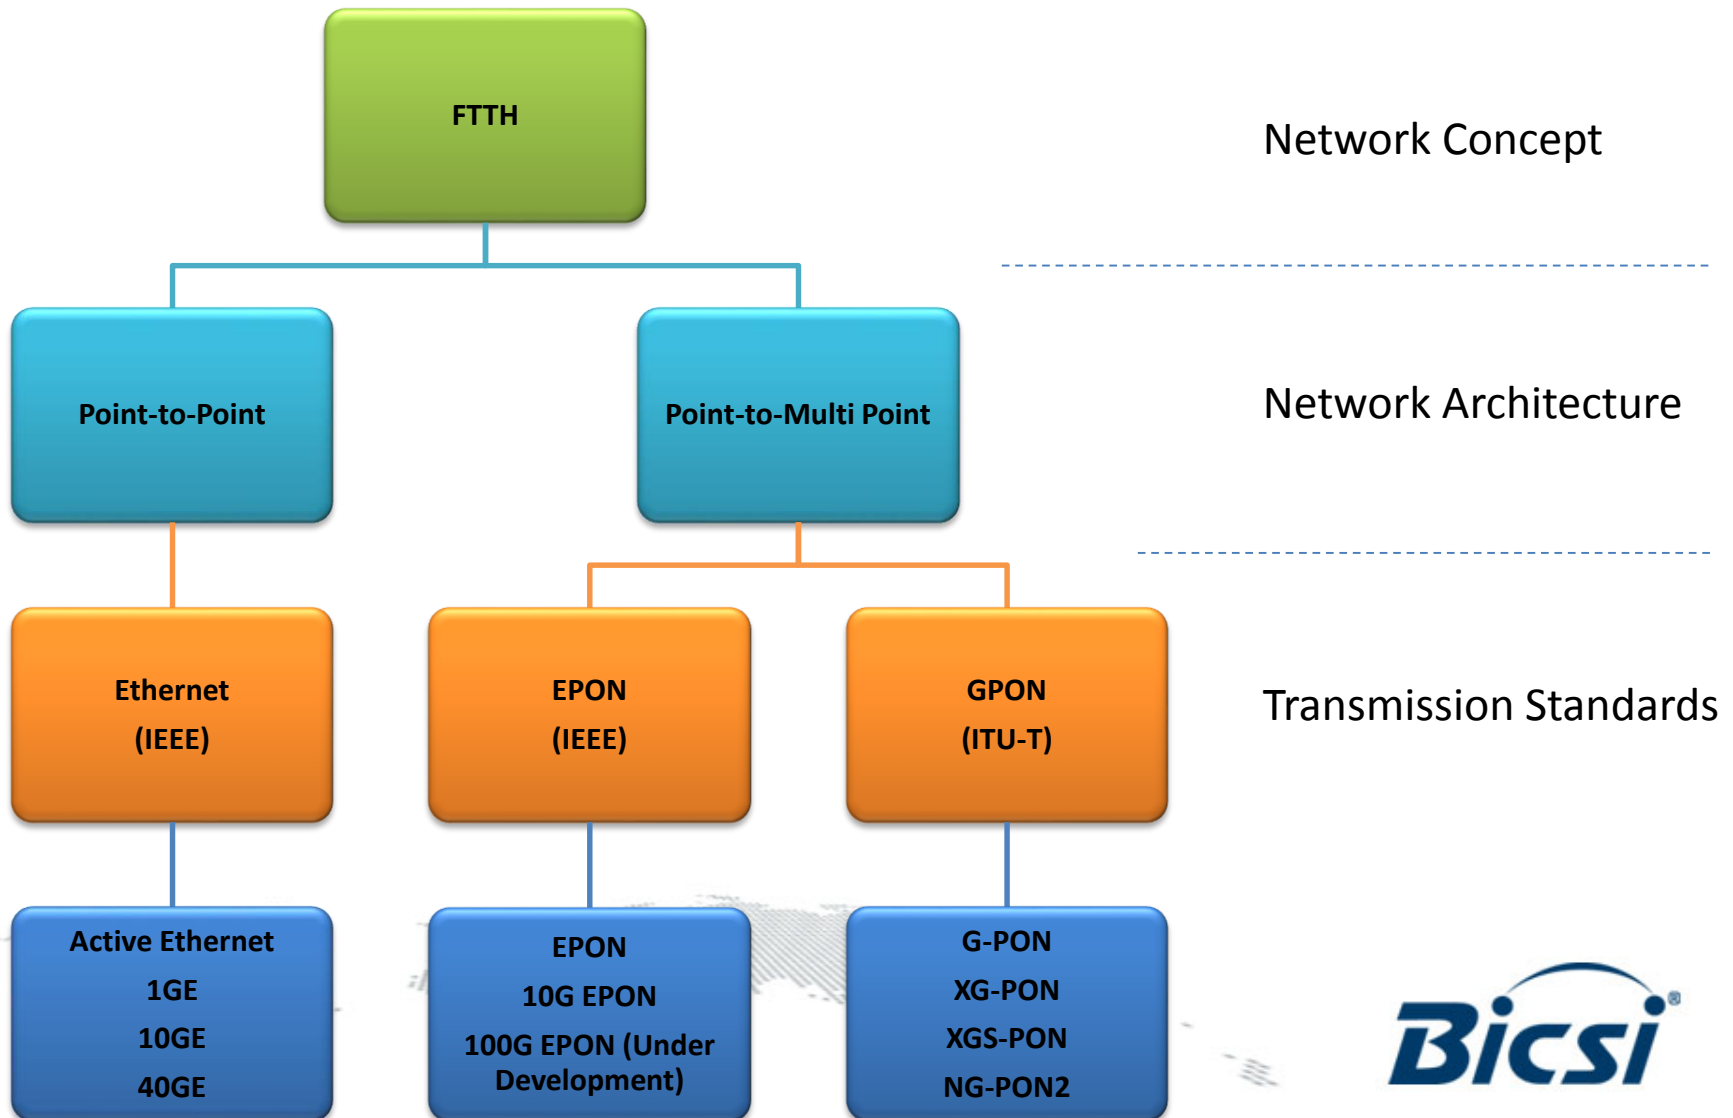 FTTH
Network Concept
Point-to-Point
Point-to-Multi Point
Network Architecture
Ethernet
(IEEE)
EPON
(IEEE)
GPON
(ITU-T)
Transmission Standards
Active Ethernet
1GE
10GE
40GE
EPON
10G EPON
100G EPON (Under
Development)
G-PON
XG-PON
XGS-PON
NG-PON2
Bicsi®